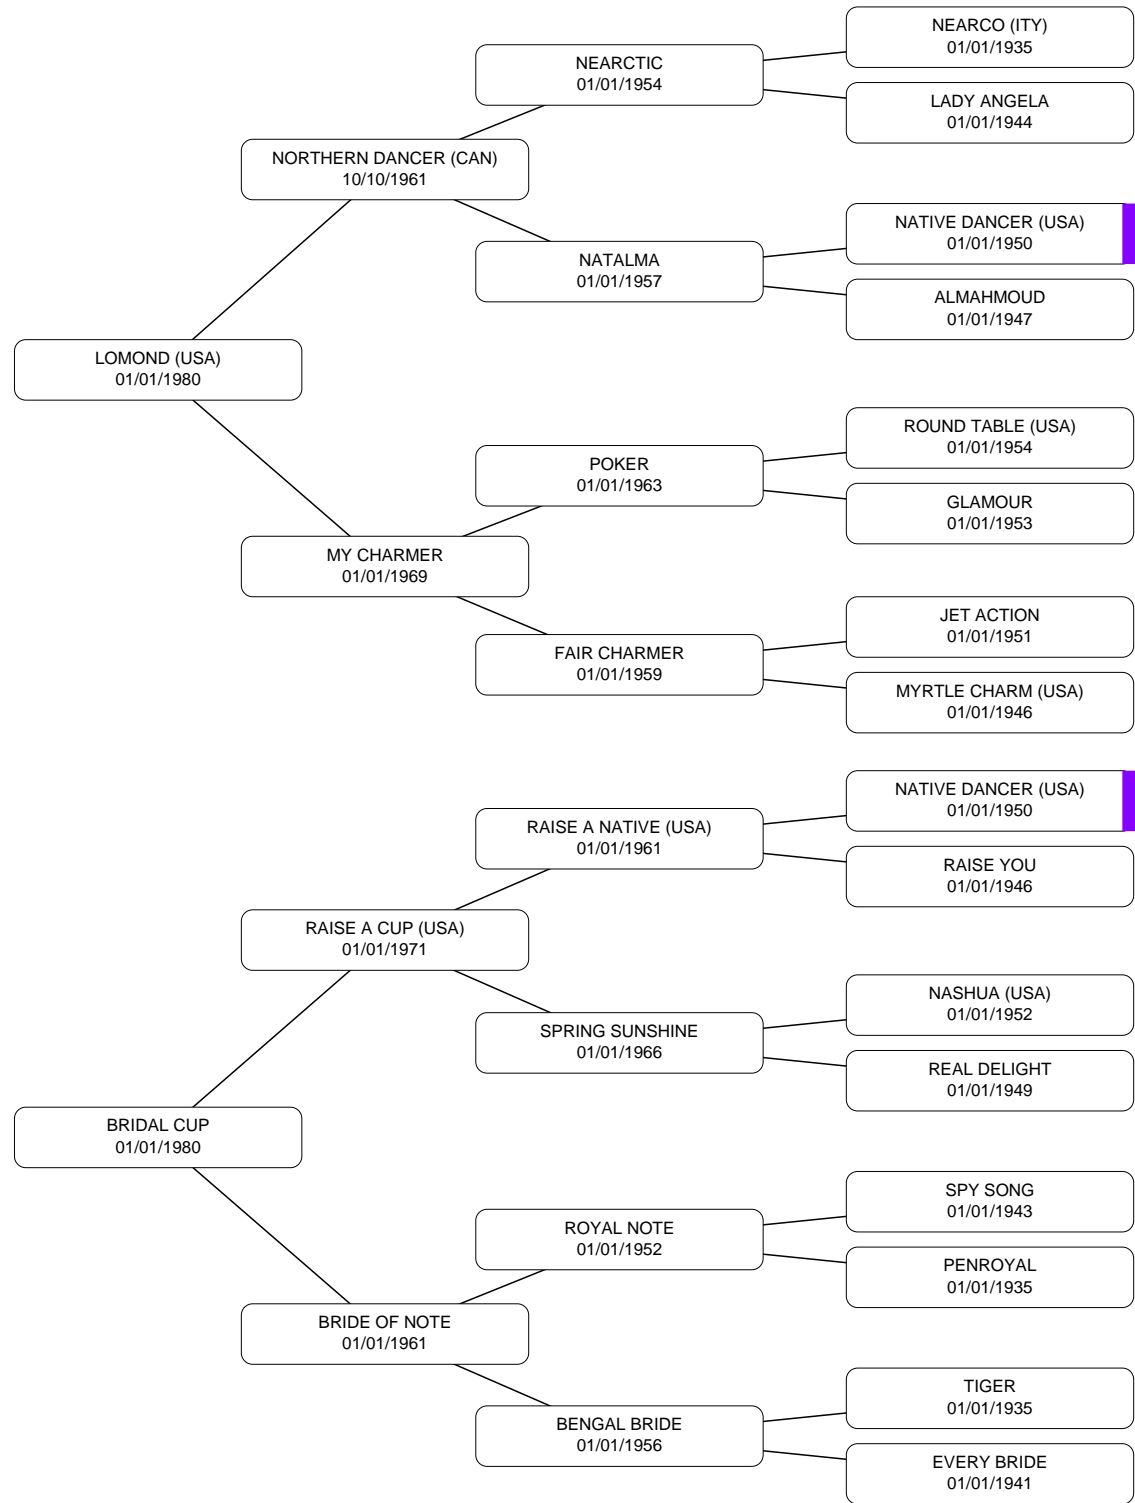 NEARCO (ITY)
01/01/1935
NEARCTIC
01/01/1954
LADY ANGELA
01/01/1944
NORTHERN DANCER (CAN)
10/10/1961
NATIVE DANCER (USA)
01/01/1950
NATALMA
01/01/1957
ALMAHMOUD
01/01/1947
LOMOND (USA)
01/01/1980
ROUND TABLE (USA)
01/01/1954
POKER
01/01/1963
GLAMOUR
01/01/1953
MY CHARMER
01/01/1969
JET ACTION
01/01/1951
FAIR CHARMER
01/01/1959
MYRTLE CHARM (USA)
01/01/1946
NATIVE DANCER (USA)
01/01/1950
RAISE A NATIVE (USA)
01/01/1961
RAISE YOU
01/01/1946
RAISE A CUP (USA)
01/01/1971
NASHUA (USA)
01/01/1952
SPRING SUNSHINE
01/01/1966
REAL DELIGHT
01/01/1949
BRIDAL CUP
01/01/1980
SPY SONG
01/01/1943
ROYAL NOTE
01/01/1952
PENROYAL
01/01/1935
BRIDE OF NOTE
01/01/1961
TIGER
01/01/1935
BENGAL BRIDE
01/01/1956
EVERY BRIDE
01/01/1941